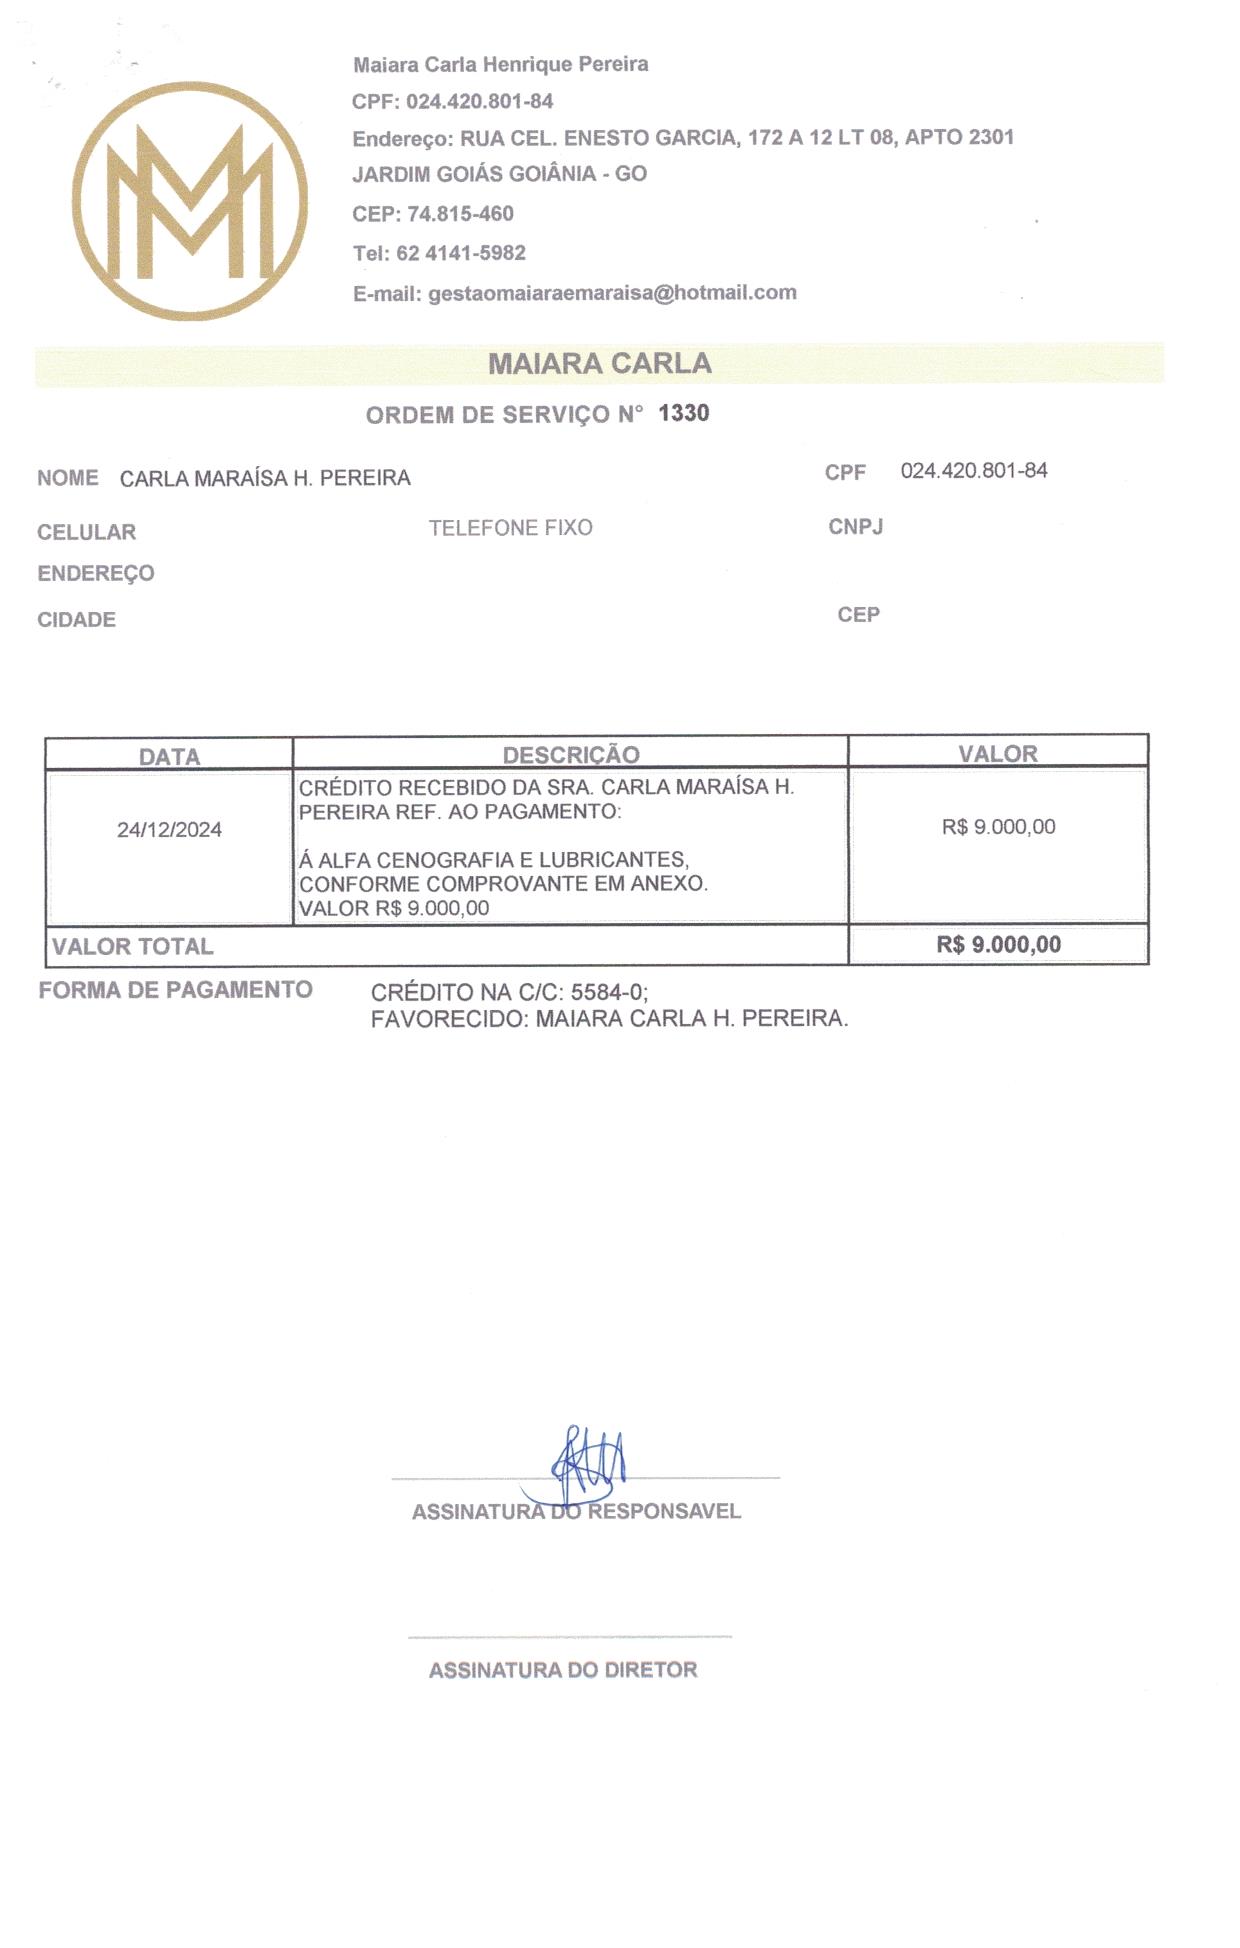 Maiara Carla Henrique Pereira
CPF: 024.420.801-84
Endereço: RUA CEL. ENESTO GARCIA, 172 A 12 LT 08, APTO 2301
JARDIM GOIÁS GOIÂNIA - GO
CEP: 74.815-460
Tel: 62 4141-5982
E-mail: gestaomaiaraemaraisa@hotmail.com
MAIARA CARLA
ORDEM DE SERVIÇO N° 1330
NOME CARLA MARAÍSA H. PEREIRA CPF 024.420.801-84
CELULAR TELEFONE FIXO CNPJ
ENDEREÇO
CIDADE CEP
DATA DESCRIÇÃO VALOR
CRÉDITO RECEBIDO DA SRA. CARLA MARAÍSA H.
PEREIRA REF. AO PAGAMENTO:
24/12/2024 R$ 9.000,00
Á ALFA CENOGRAFIA E LUBRICANTES,
CONFORME COMPROVANTE EM ANEXO.
VALOR R$ 9.000,00
VALOR TOTAL R$ 9.000,00
FORMA DE PAGAMENTO CRÉDITO NA C/C: 5584-0;
FAVORECIDO: MAIARA CARLA H. PEREIRA.
ASSINATURA DO RESPONSAVEL
ASSINATURA DO DIRETOR